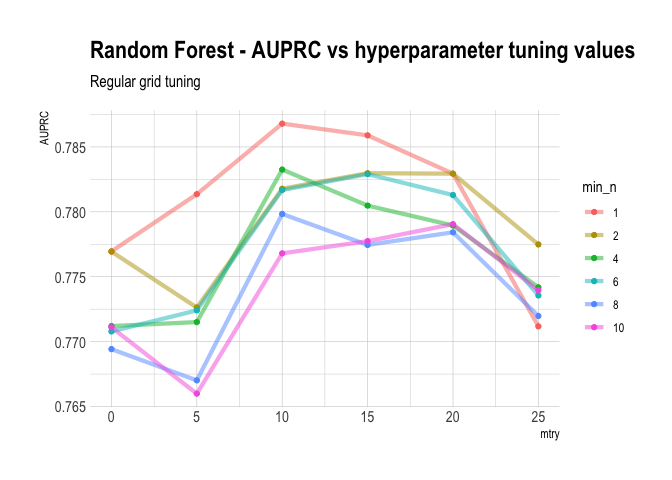 Random Forest - AUPRC vs hyperparameter tuning values
Regular grid tuning
AUPRC
0.785
0.780
0.775
0.770
0.765
0 5 10 15 20 25
mtry
min_n
1
2
4
6
8
10